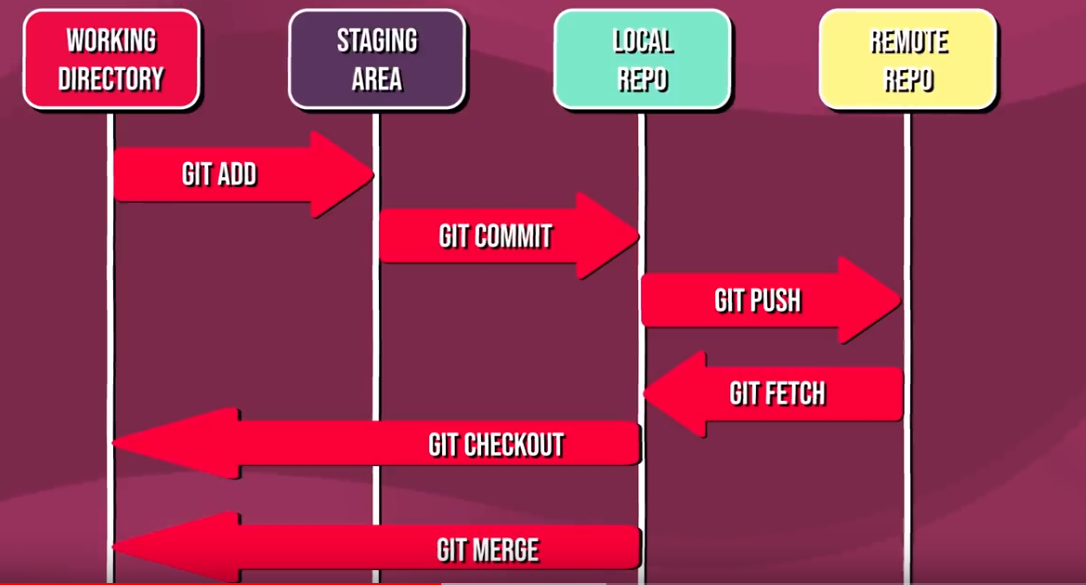 WORKING
DIRECTORY
STAGING
AREA
LOCAL
REPO
REMOTE
REPO
GIT ADD
GIT COMMIT
GIT PUSH
GIT FETCH
GIT CHECKOUT
GIT MERGE